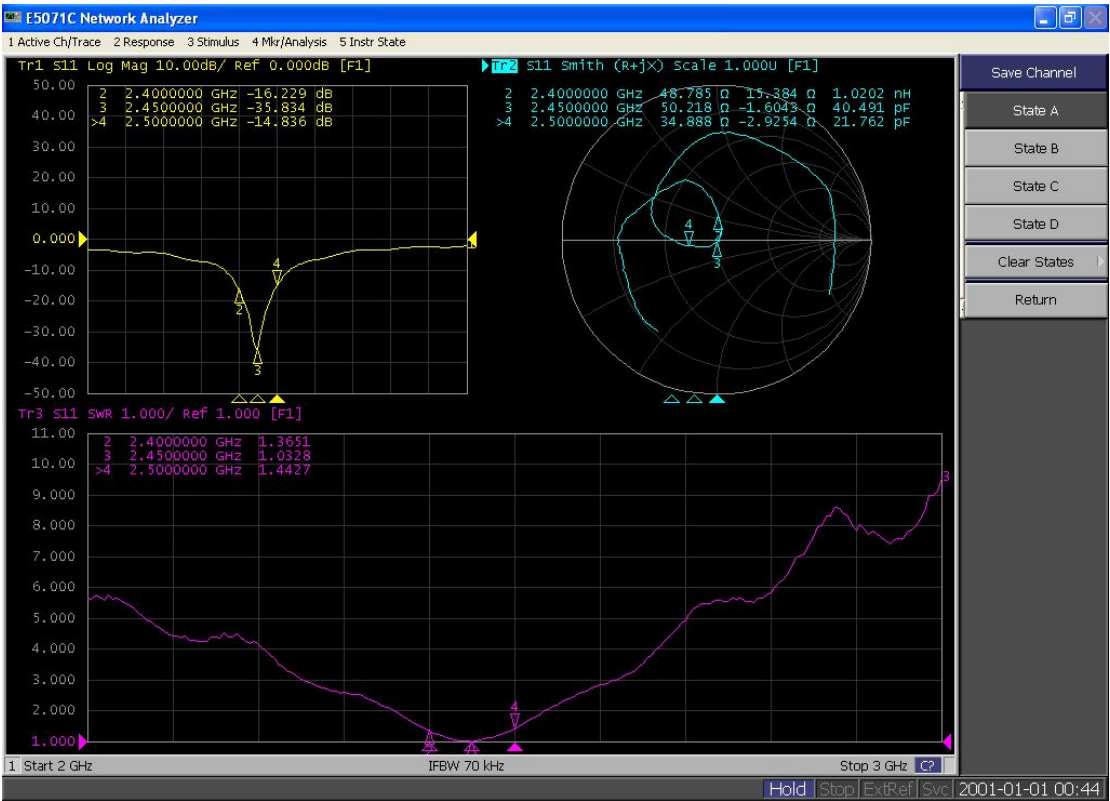 E5071C Network Analyzer
1 Active Ch/Trace 2 Response 3 Stimulus 4 Mkr/Analysis 5 Instr State
Tr1 S11 Log Mag 10.00dB/ Ref 0.000dB [F1]
50.00
2 2.4000000 GHz -16.229 dB
3 2.4500000 GHz -35.834 dB
>4 2.5000000 GHz -14.836 dB
40.00
30.00
20.00
10.00
0.000
-10.00
-20.00
-30.00
-40.00
-50.00
4
2
3
Tr2 S11 Smith (R+jX) Scale 1.000U [F1]
2 2.4000000 GHz 48.785 Ω 15.384 Ω 1.0202 nH
3 2.4500000 GHz 50.218 Ω -1.6043 Ω 40.491 pF
>4 2.5000000 GHz 34.888 Ω -2.9254 Ω 21.762 pF
4
3
Tr3 S11 SWR 1.000/ Ref 1.000 [F1]
11.00
2 2.4000000 GHz 1.3651
3 2.4500000 GHz 1.0328
>4 2.5000000 GHz 1.4427
10.00
9.000
8.000
7.000
6.000
5.000
4.000
3.000
2.000
1.000
4
3
1 Start 2 GHz
IFBW 70 kHz
Stop 3 GHz C?
Save Channel
State A
State B
State C
State D
Clear States
Return
Hold Stop ExtRef Svc 2001-01-01 00:44